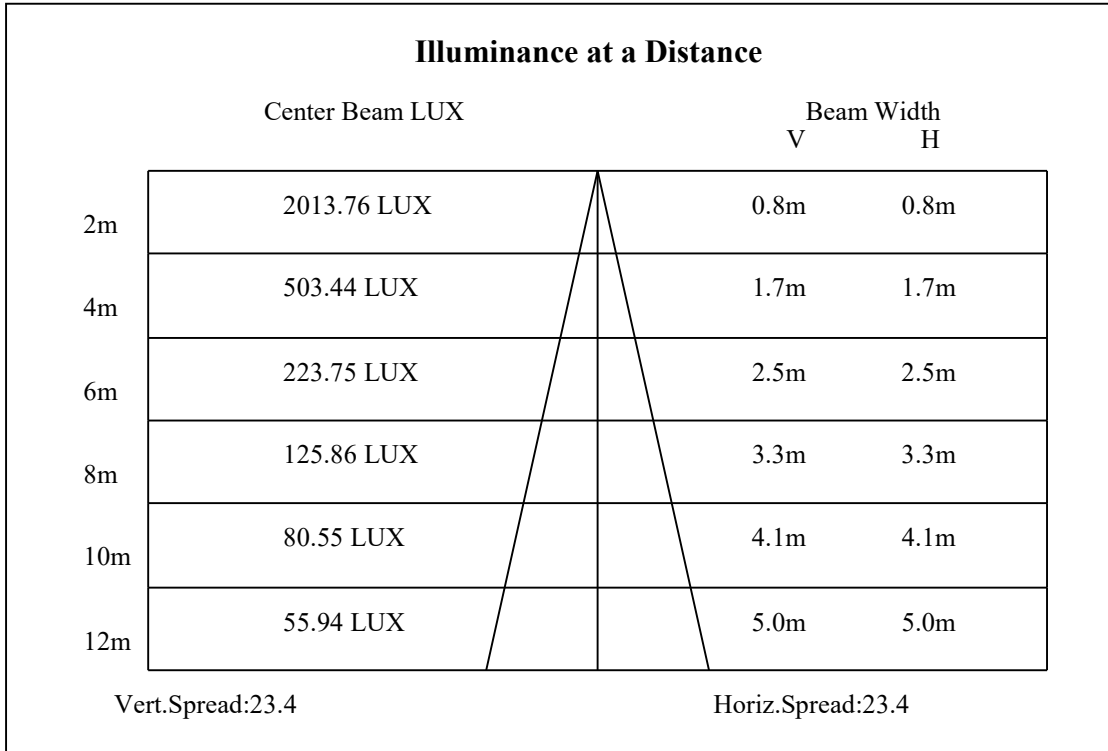 Illuminance at a Distance
Center Beam LUX Beam Width
V H
2m 2013.76 LUX 0.8m 0.8m
4m 503.44 LUX 1.7m 1.7m
6m 223.75 LUX 2.5m 2.5m
8m 125.86 LUX 3.3m 3.3m
10m 80.55 LUX 4.1m 4.1m
12m 55.94 LUX 5.0m 5.0m
Vert.Spread:23.4 Horiz.Spread:23.4